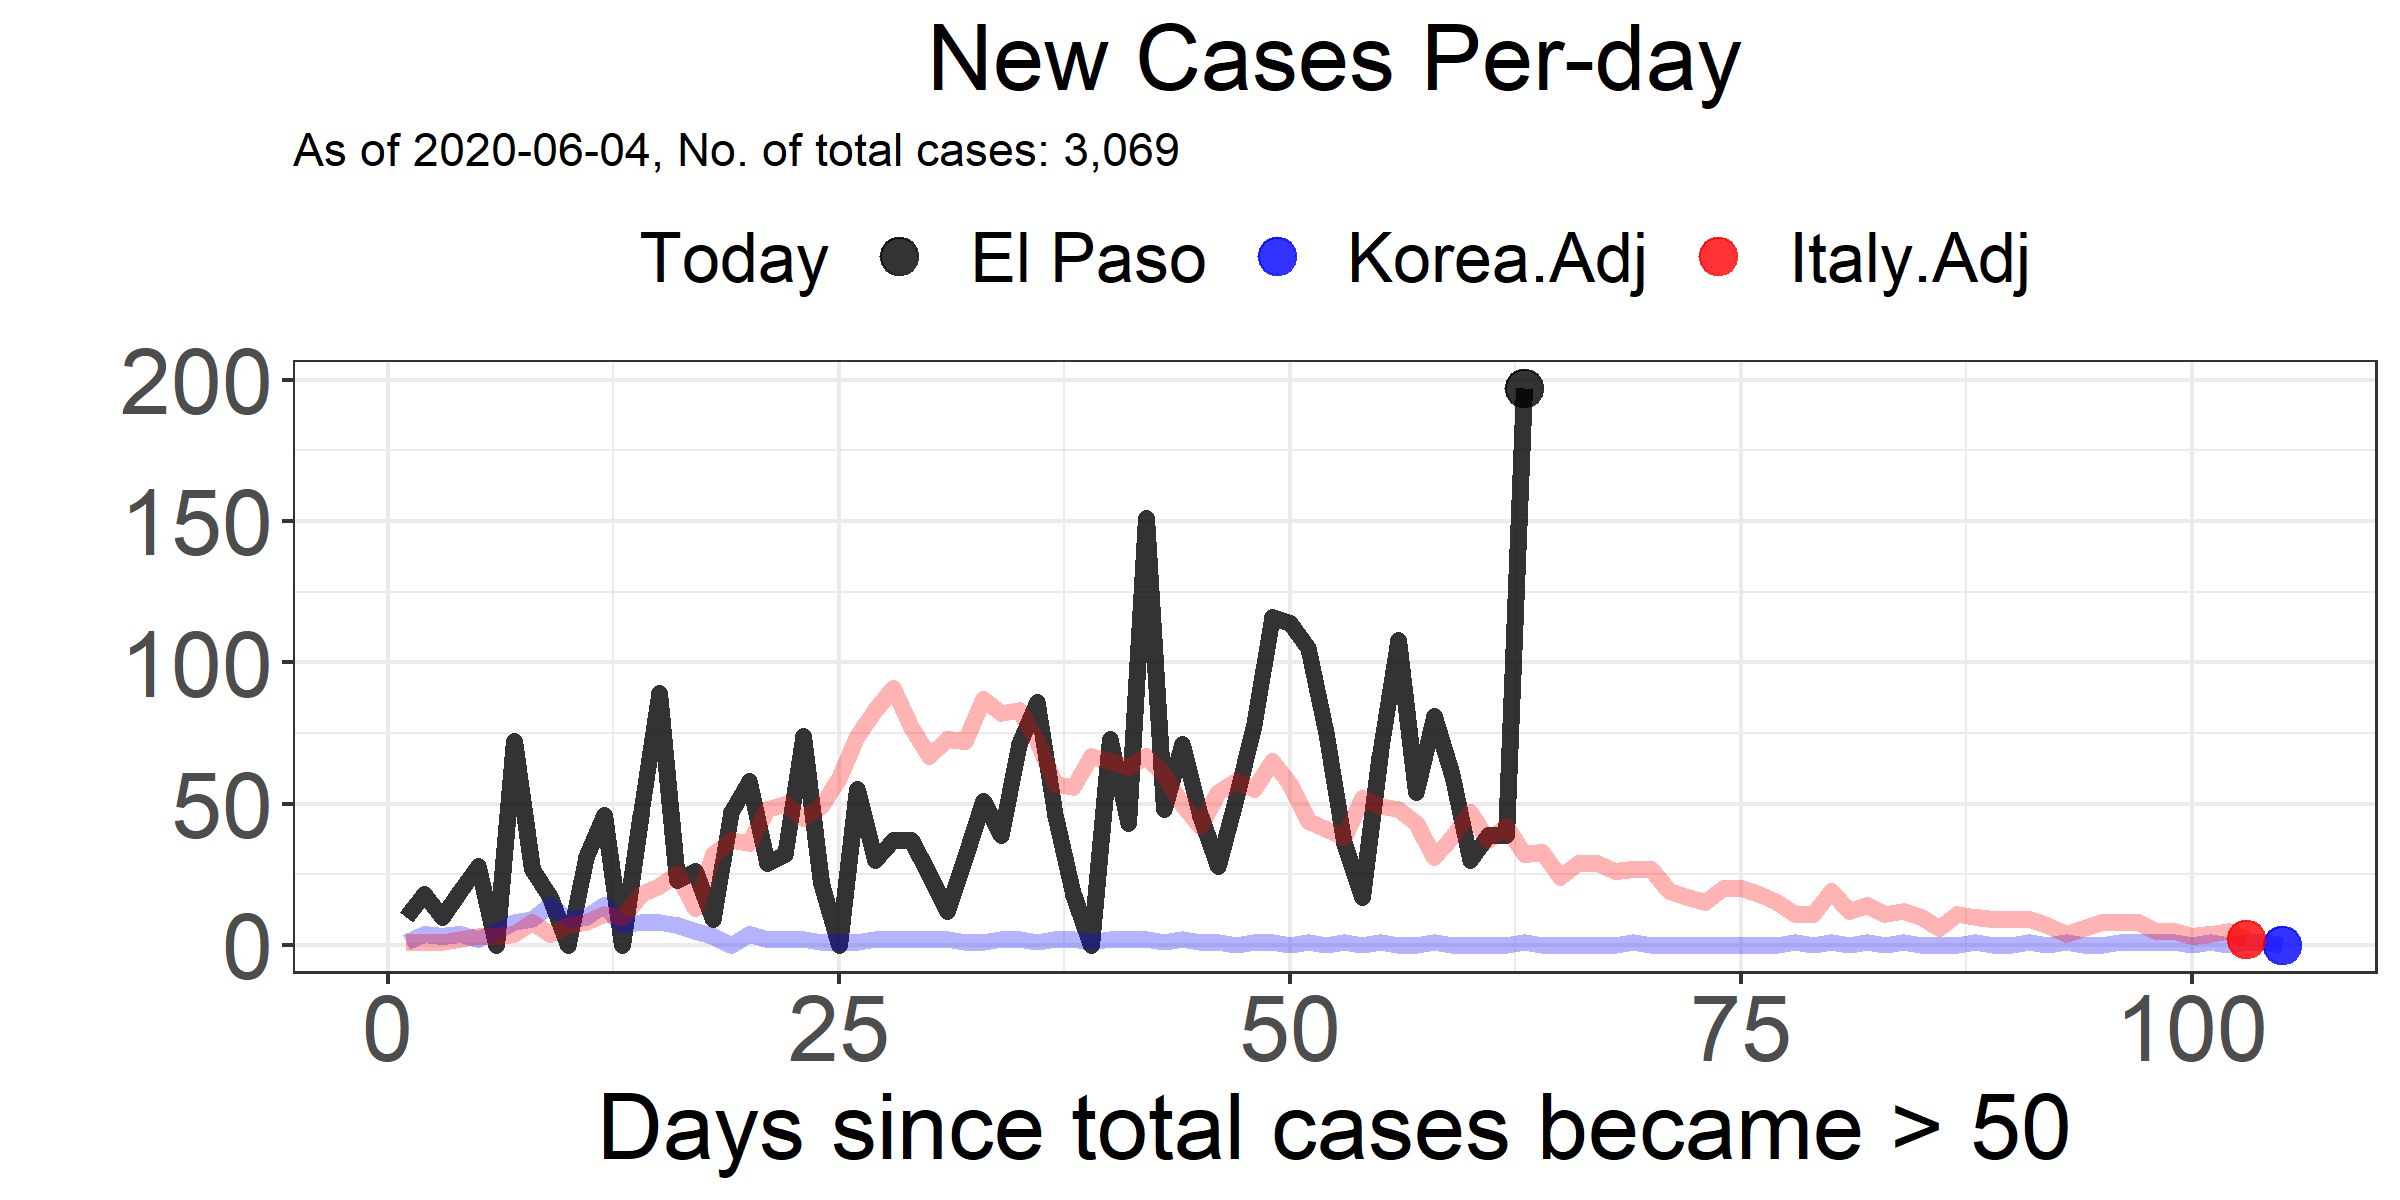 New Cases Per-day
As of 2020-06-04, No. of total cases: 3,069
Today El Paso Korea.Adj Italy.Adj
200
150
100
50
0
0 25 50 75 100
Days since total cases became > 50